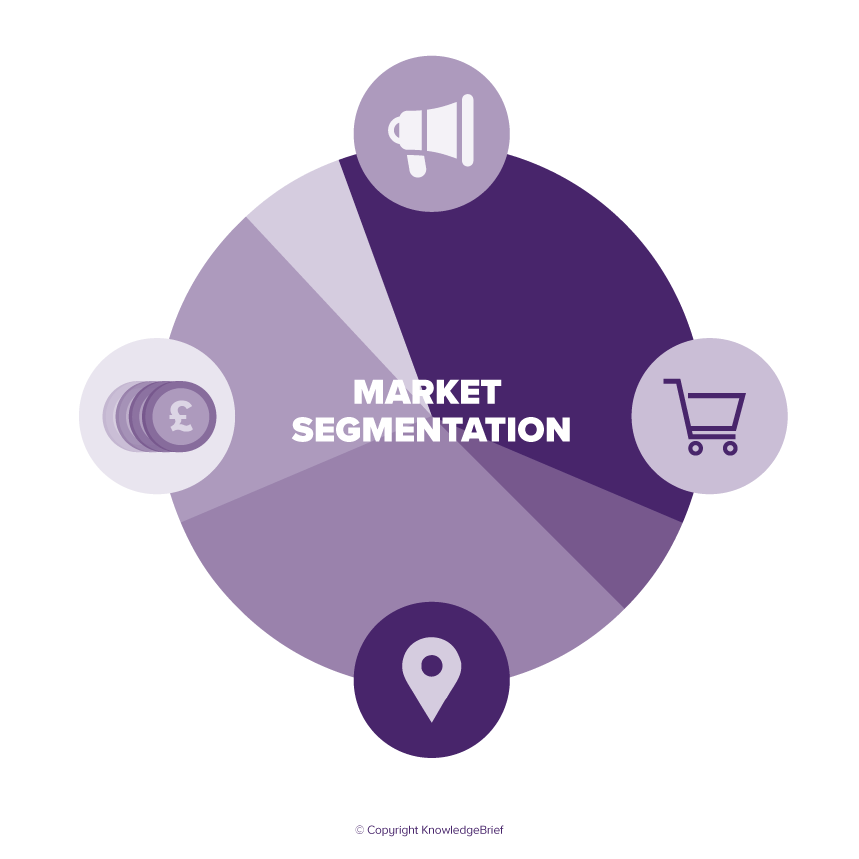 MARKET
SEGMENTATION
£
© Copyright KnowledgeBrief